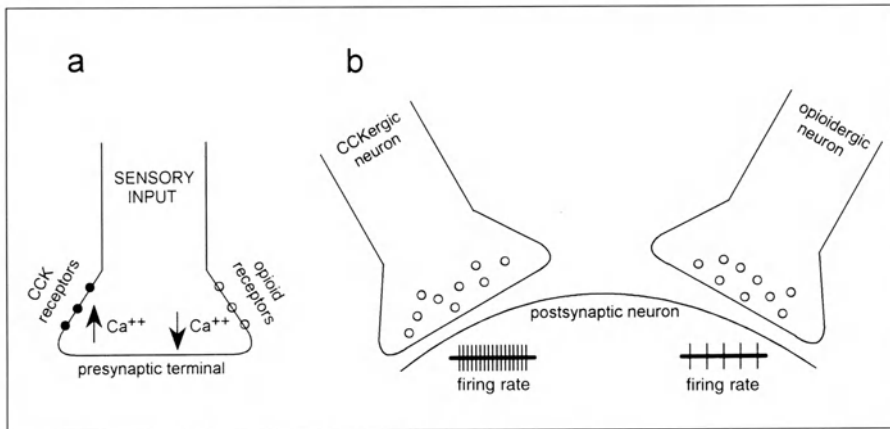 a
SENSORY
INPUT
CCK
receptors
opioid
receptors
Ca++
Ca++
presynaptic terminal
b
CCKergic
neuron
opioidergic
neuron
postsynaptic neuron
firing rate
firing rate